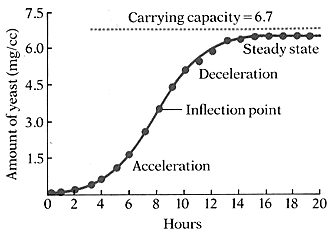 Carrying capacity = 6.7
7.5
6.0
4.5
3.0
1.5
Amount of yeast (mg/cc)
Steady state
Deceleration
Inflection point
Acceleration
0 2 4 6 8 10 12 14 16 18 20
Hours